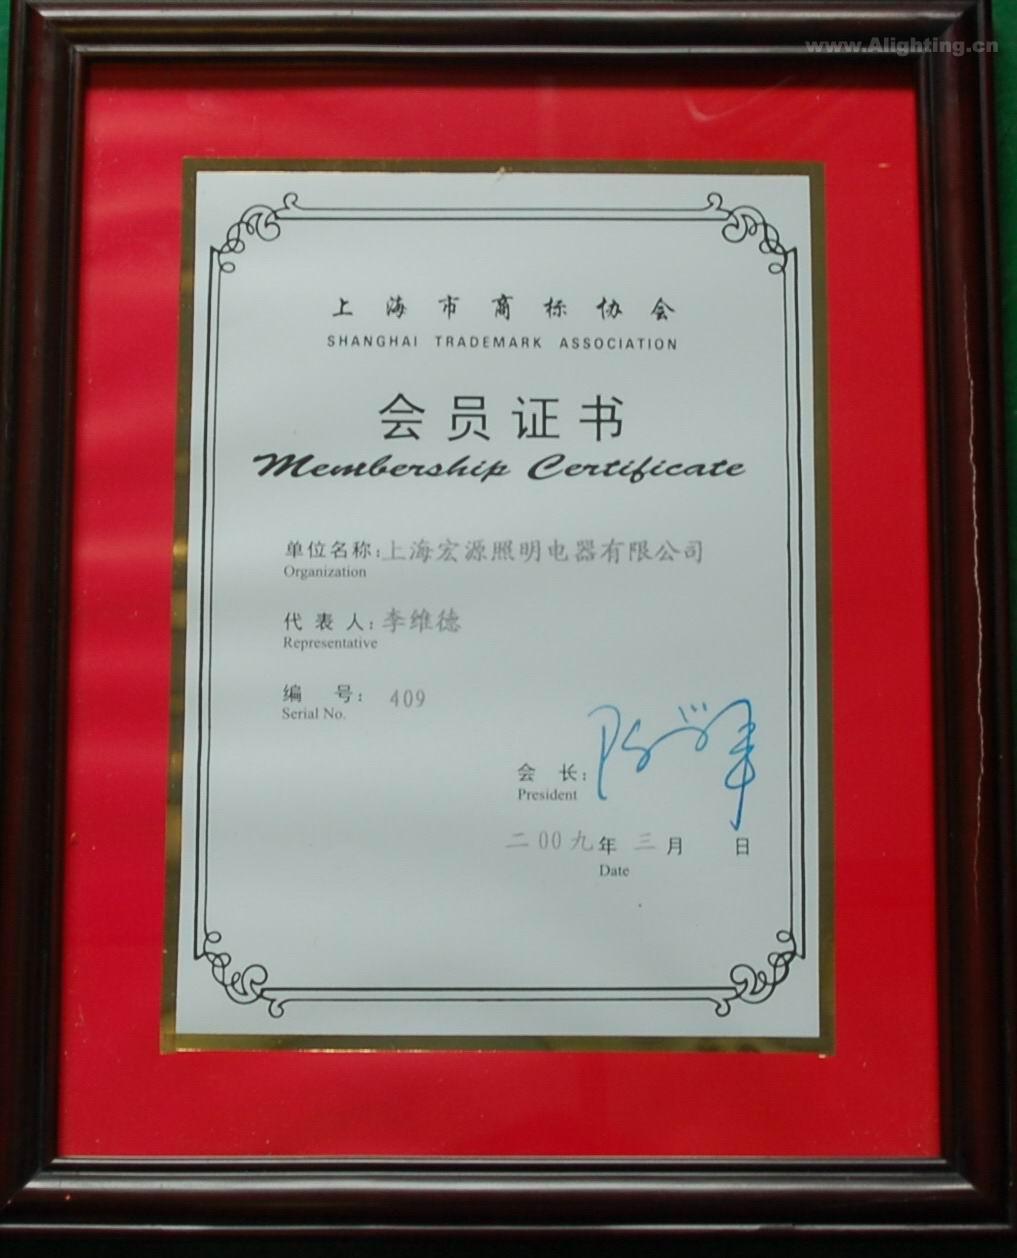 www.Alighting.cn
上海市商标协会
SHANGHAI TRADEMARK ASSOCIATION
会员证书
Membership Certificate
单位名称：上海宏源照明电器有限公司
Organization
代表人：李维德
Representative
编号： 409
Serial No.
会长：
President
二00九年 三月 日
Date